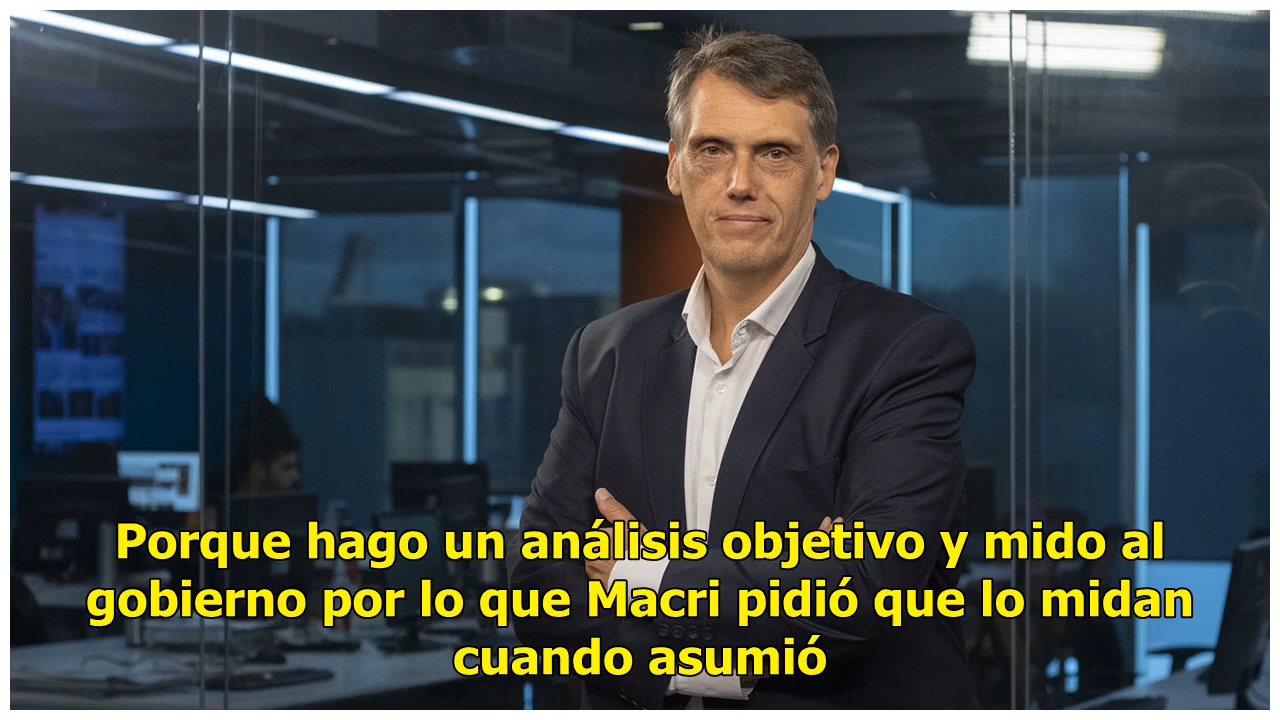 Porque hago un análisis objetivo y mido al
gobierno por lo que Macri pidió que lo midan
cuando asumió